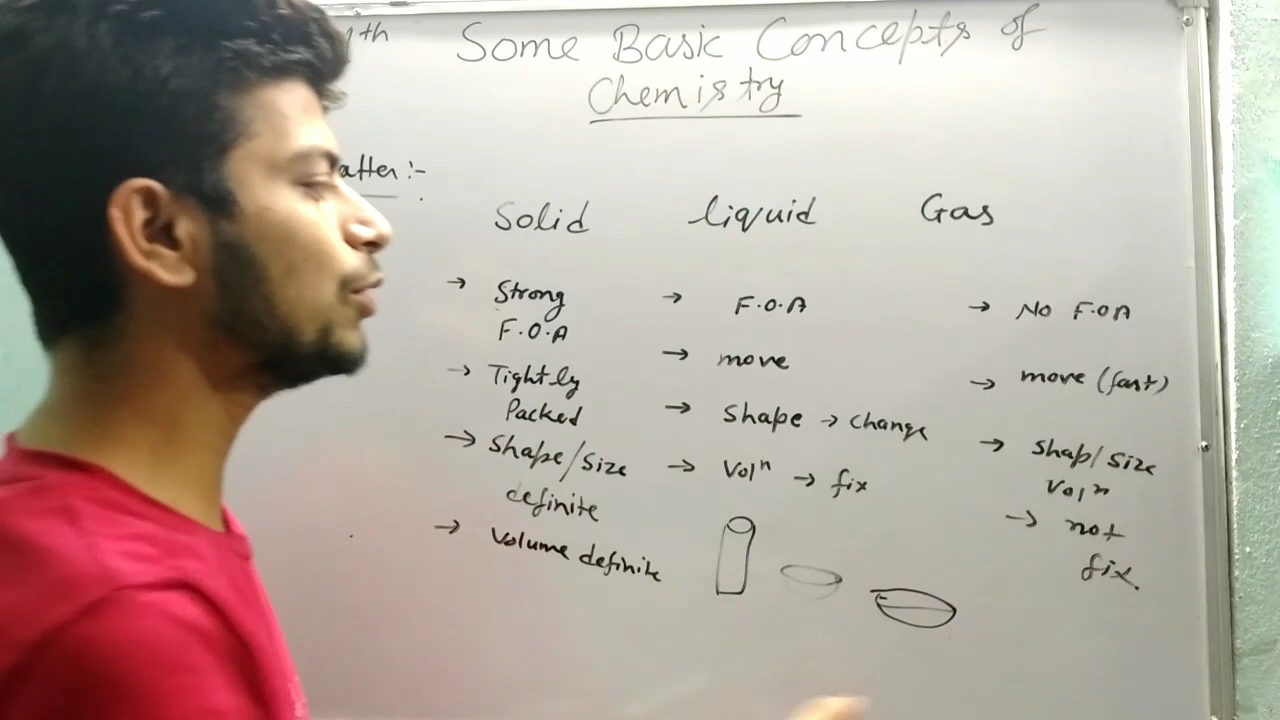 1th
Some Basic Concepts of
Chemistry
atter :-
Solid
→ Strong
F.O.A
→ Tightly
Packed
→ Shape/Size
definite
→ Volume definite
liquid
→ F.O.A
→ move
→ Shape → change
→ Volⁿ → fix
Gas
→ No F.O.A
→ move (fast)
→ Shap/Size
Volⁿ
→ not
fix.